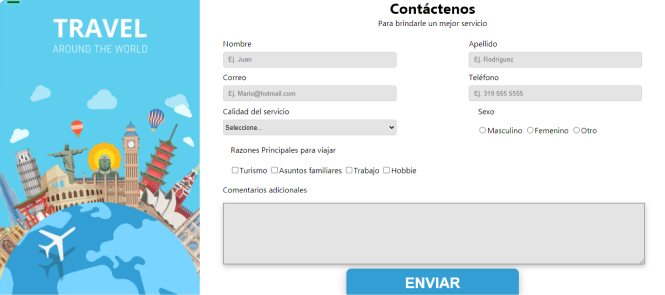 TRAVEL
AROUND THE WORLD
Contáctenos
Para brindarle un mejor servicio
Nombre
Apellido
Ej. Juan
Ej. Rodríguez
Correo
Teléfono
Ej. Mario@hotmail.com
Ej. 319 555 5555
Calidad del servicio
Sexo
Seleccione...
Masculino Femenino Otro
Razones Principales para viajar
Turismo Asuntos familiares Trabajo Hobbie
Comentarios adicionales
ENVIAR